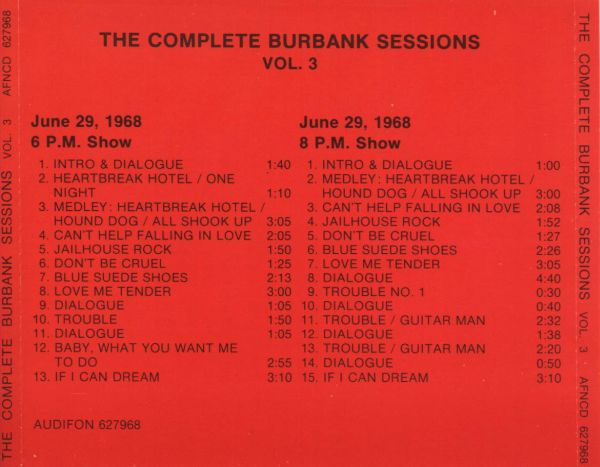 THE COMPLETE BURBANK SESSIONS
VOL. 3
June 29, 1968
6 P.M. Show
1. INTRO & DIALOGUE 1:40
2. HEARTBREAK HOTEL / ONE
NIGHT 1:10
3. MEDLEY: HEARTBREAK HOTEL /
HOUND DOG / ALL SHOOK UP 3:05
4. CAN'T HELP FALLING IN LOVE 2:05
5. JAILHOUSE ROCK 1:50
6. DON'T BE CRUEL 1:25
7. BLUE SUEDE SHOES 2:13
8. LOVE ME TENDER 3:00
9. DIALOGUE 1:05
10. TROUBLE 1:50
11. DIALOGUE 1:05
12. BABY, WHAT YOU WANT ME
TO DO 2:55
13. IF I CAN DREAM 3:10
June 29, 1968
8 P.M. Show
1. INTRO & DIALOGUE 1:00
2. MEDLEY: HEARTBREAK HOTEL /
HOUND DOG / ALL SHOOK UP 3:00
3. CAN'T HELP FALLING IN LOVE 2:08
4. JAILHOUSE ROCK 1:52
5. DON'T BE CRUEL 1:27
6. BLUE SUEDE SHOES 2:26
7. LOVE ME TENDER 3:05
8. DIALOGUE 4:40
9. TROUBLE NO. 1 0:30
10. DIALOGUE 0:40
11. TROUBLE / GUITAR MAN 2:32
12. DIALOGUE 1:38
13. TROUBLE / GUITAR MAN 2:20
14. DIALOGUE 0:50
15. IF I CAN DREAM 3:10
AUDIFON 627968
THE COMPLETE BURBANK SESSIONS VOL. 3 AFNCD 627968
THE COMPLETE BURBANK SESSIONS VOL. 3 · AFNCD 627968